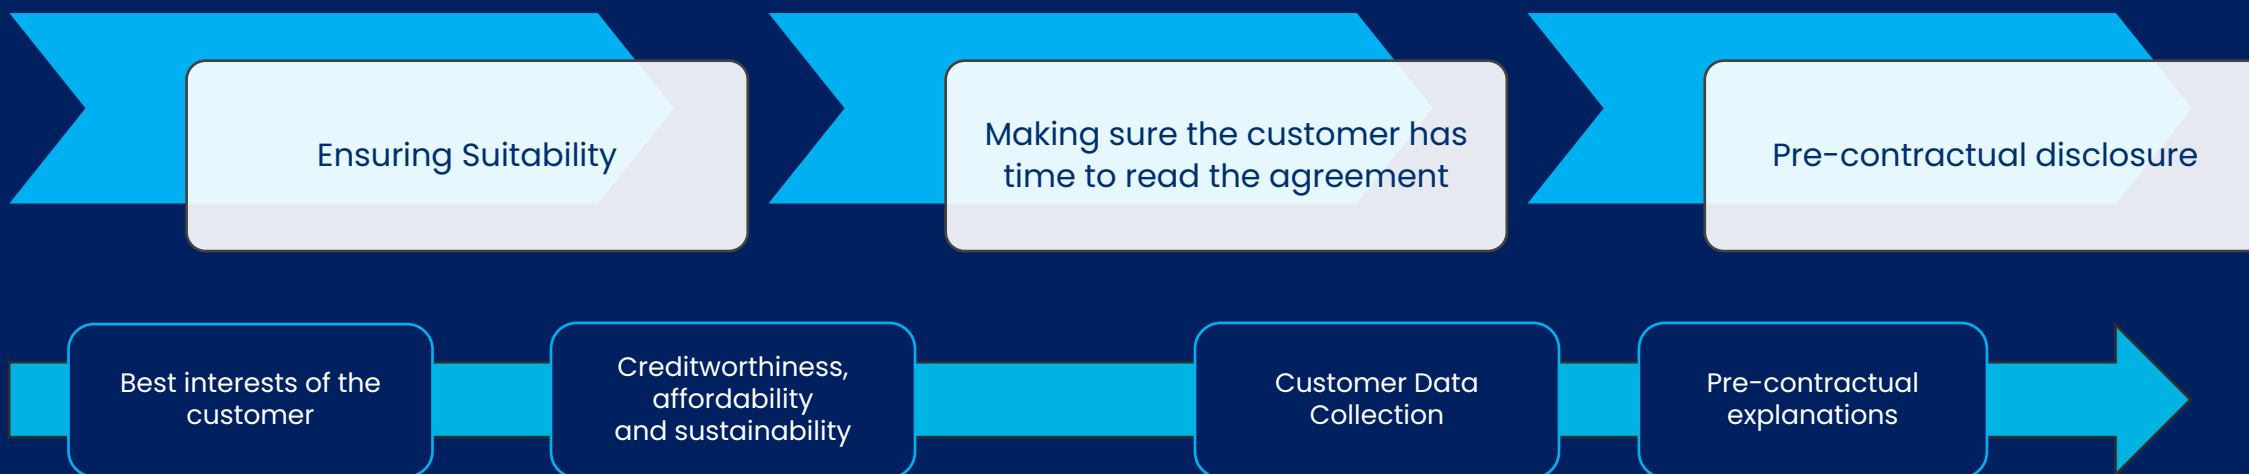 Ensuring Suitability
Making sure the customer has
time to read the agreement
Pre-contractual disclosure
Best interests of the
customer
Creditworthiness,
affordability
and sustainability
Customer Data
Collection
Pre-contractual
explanations